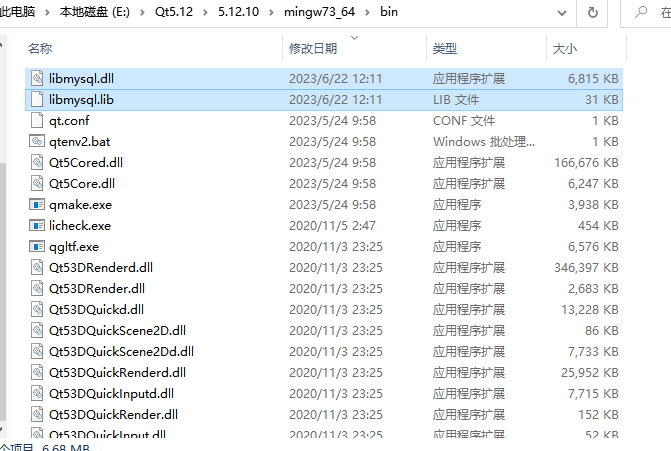 此电脑 > 本地磁盘 (E:) > Qt5.12 > 5.12.10 > mingw73_64 > bin 在
名称 修改日期 类型 大小
libmysql.dll 2023/6/22 12:11 应用程序扩展 6,815 KB
libmysql.lib 2023/6/22 12:11 LIB 文件 31 KB
qt.conf 2023/5/24 9:58 CONF 文件 1 KB
qtenv2.bat 2023/5/24 9:58 Windows 批处理... 1 KB
Qt5Cored.dll 2023/5/24 9:58 应用程序扩展 166,676 KB
Qt5Core.dll 2023/5/24 9:58 应用程序扩展 6,247 KB
qmake.exe 2023/5/24 9:58 应用程序 3,938 KB
licheck.exe 2020/11/5 2:47 应用程序 454 KB
qgltf.exe 2020/11/3 23:25 应用程序 6,576 KB
Qt53DRenderd.dll 2020/11/3 23:25 应用程序扩展 346,397 KB
Qt53DRender.dll 2020/11/3 23:25 应用程序扩展 2,683 KB
Qt53DQuickd.dll 2020/11/3 23:25 应用程序扩展 13,228 KB
Qt53DQuickScene2D.dll 2020/11/3 23:25 应用程序扩展 86 KB
Qt53DQuickScene2Dd.dll 2020/11/3 23:25 应用程序扩展 7,733 KB
Qt53DQuickRenderd.dll 2020/11/3 23:25 应用程序扩展 25,952 KB
Qt53DQuickInputd.dll 2020/11/3 23:25 应用程序扩展 7,715 KB
Qt53DQuickRender.dll 2020/11/3 23:25 应用程序扩展 152 KB
Qt53DQuickInput.dll 2020/11/3 23:25 应用程序扩展 52 KB
个项目 6.68 MB